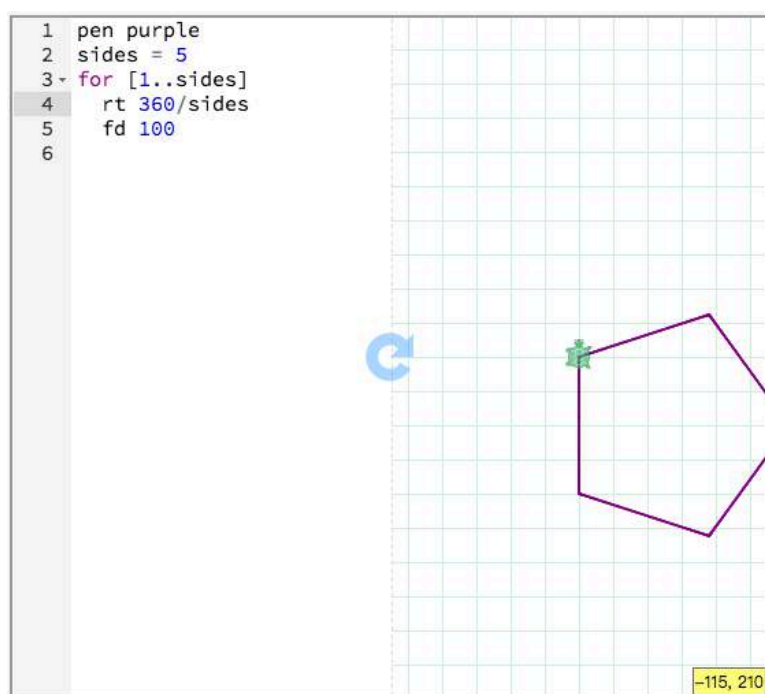 1 pen purple
2 sides = 5
3 for [1..sides]
4 rt 360/sides
5 fd 100
6
-115, 210